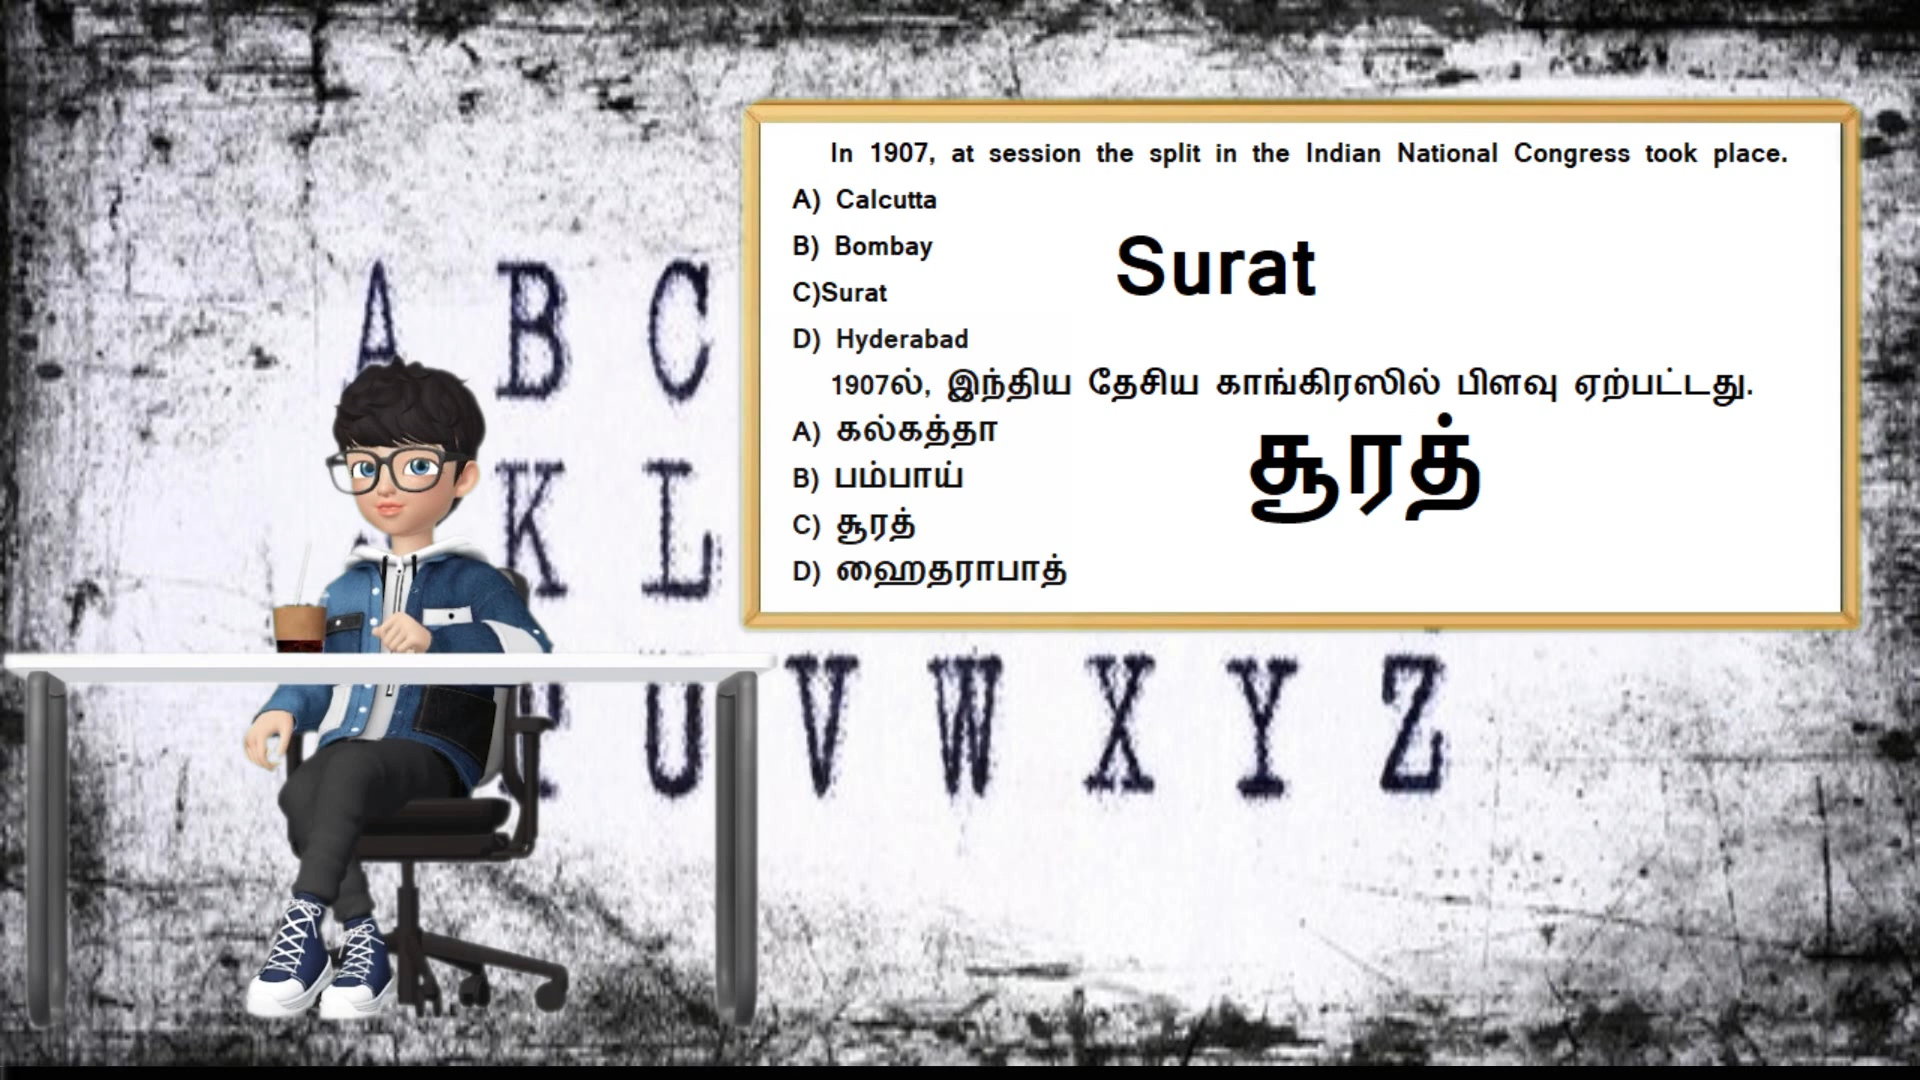 In 1907, at session the split in the Indian National Congress took place.
A) Calcutta
B) Bombay
C)Surat
D) Hyderabad
Surat
1907ல், இந்திய தேசிய காங்கிரஸில் பிளவு ஏற்பட்டது.
A) கல்கத்தா
B) பம்பாய்
C) சூரத்
D) ஹைதராபாத்
சூரத்
A B C
K L
U V W X Y Z